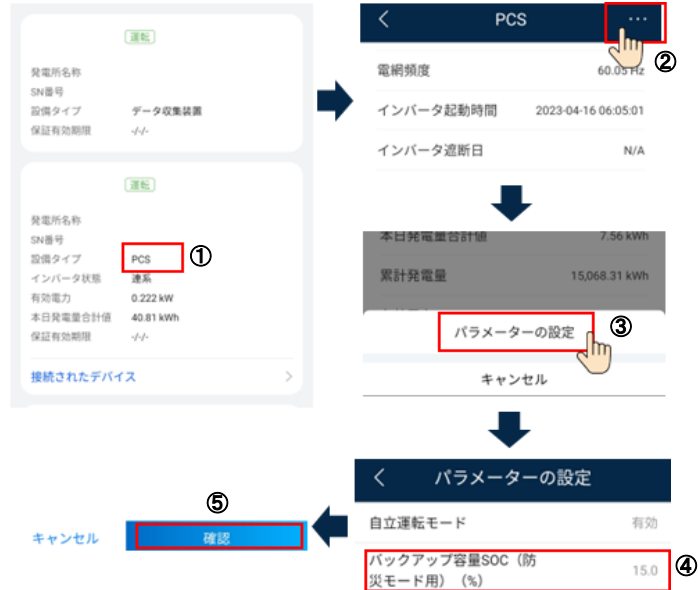 運転
発電所名称
SN番号
設備タイプ データ収集装置
保証有効期限 -/-/-
運転
発電所名称
SN番号
設備タイプ PCS ①
インバータ状態 連系
有効電力 0.222 kW
本日発電量合計値 40.81 kWh
保証有効期限 -/-/-
接続されたデバイス
PCS ... ②
電網頻度 60.05 Hz
インバータ起動時間 2023-04-16 06:05:01
インバータ遮断日 N/A
本日発電量合計値 7.56 kWh
累計発電量 15,068.31 kWh
パラメーターの設定 ③
キャンセル
パラメーターの設定
自立運転モード 有効
バックアップ容量SOC（防
災モード用）（%） 15.0 ④
⑤
キャンセル 確認